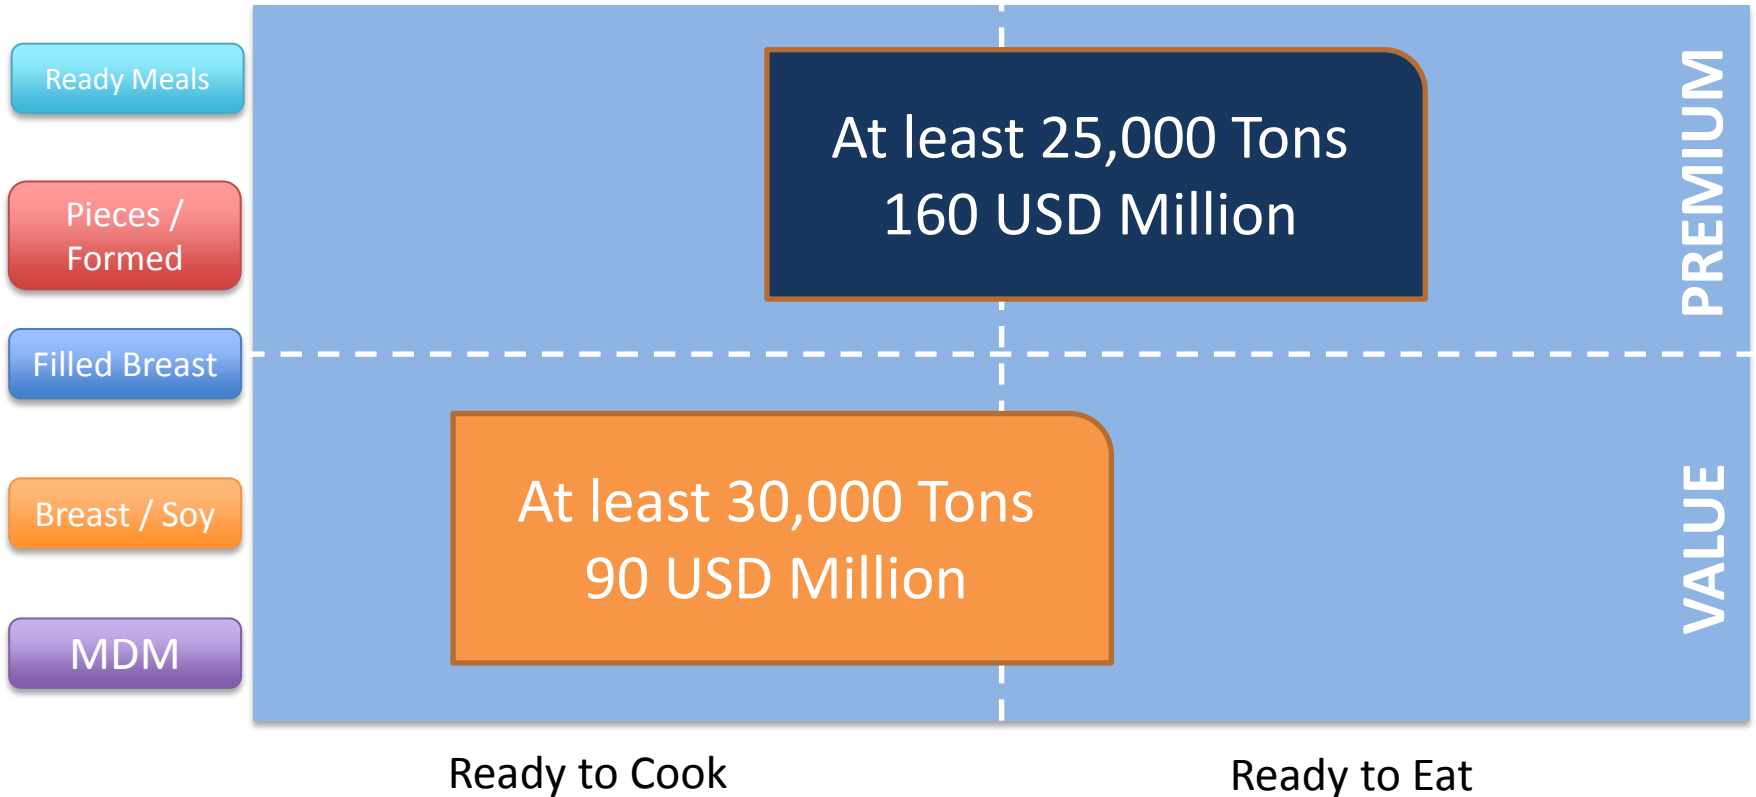 Ready Meals
At least 25,000 Tons
160 USD Million
PREMIUM
Pieces /
Formed
Filled Breast
Breast / Soy
At least 30,000 Tons
90 USD Million
VALUE
MDM
Ready to Cook
Ready to Eat